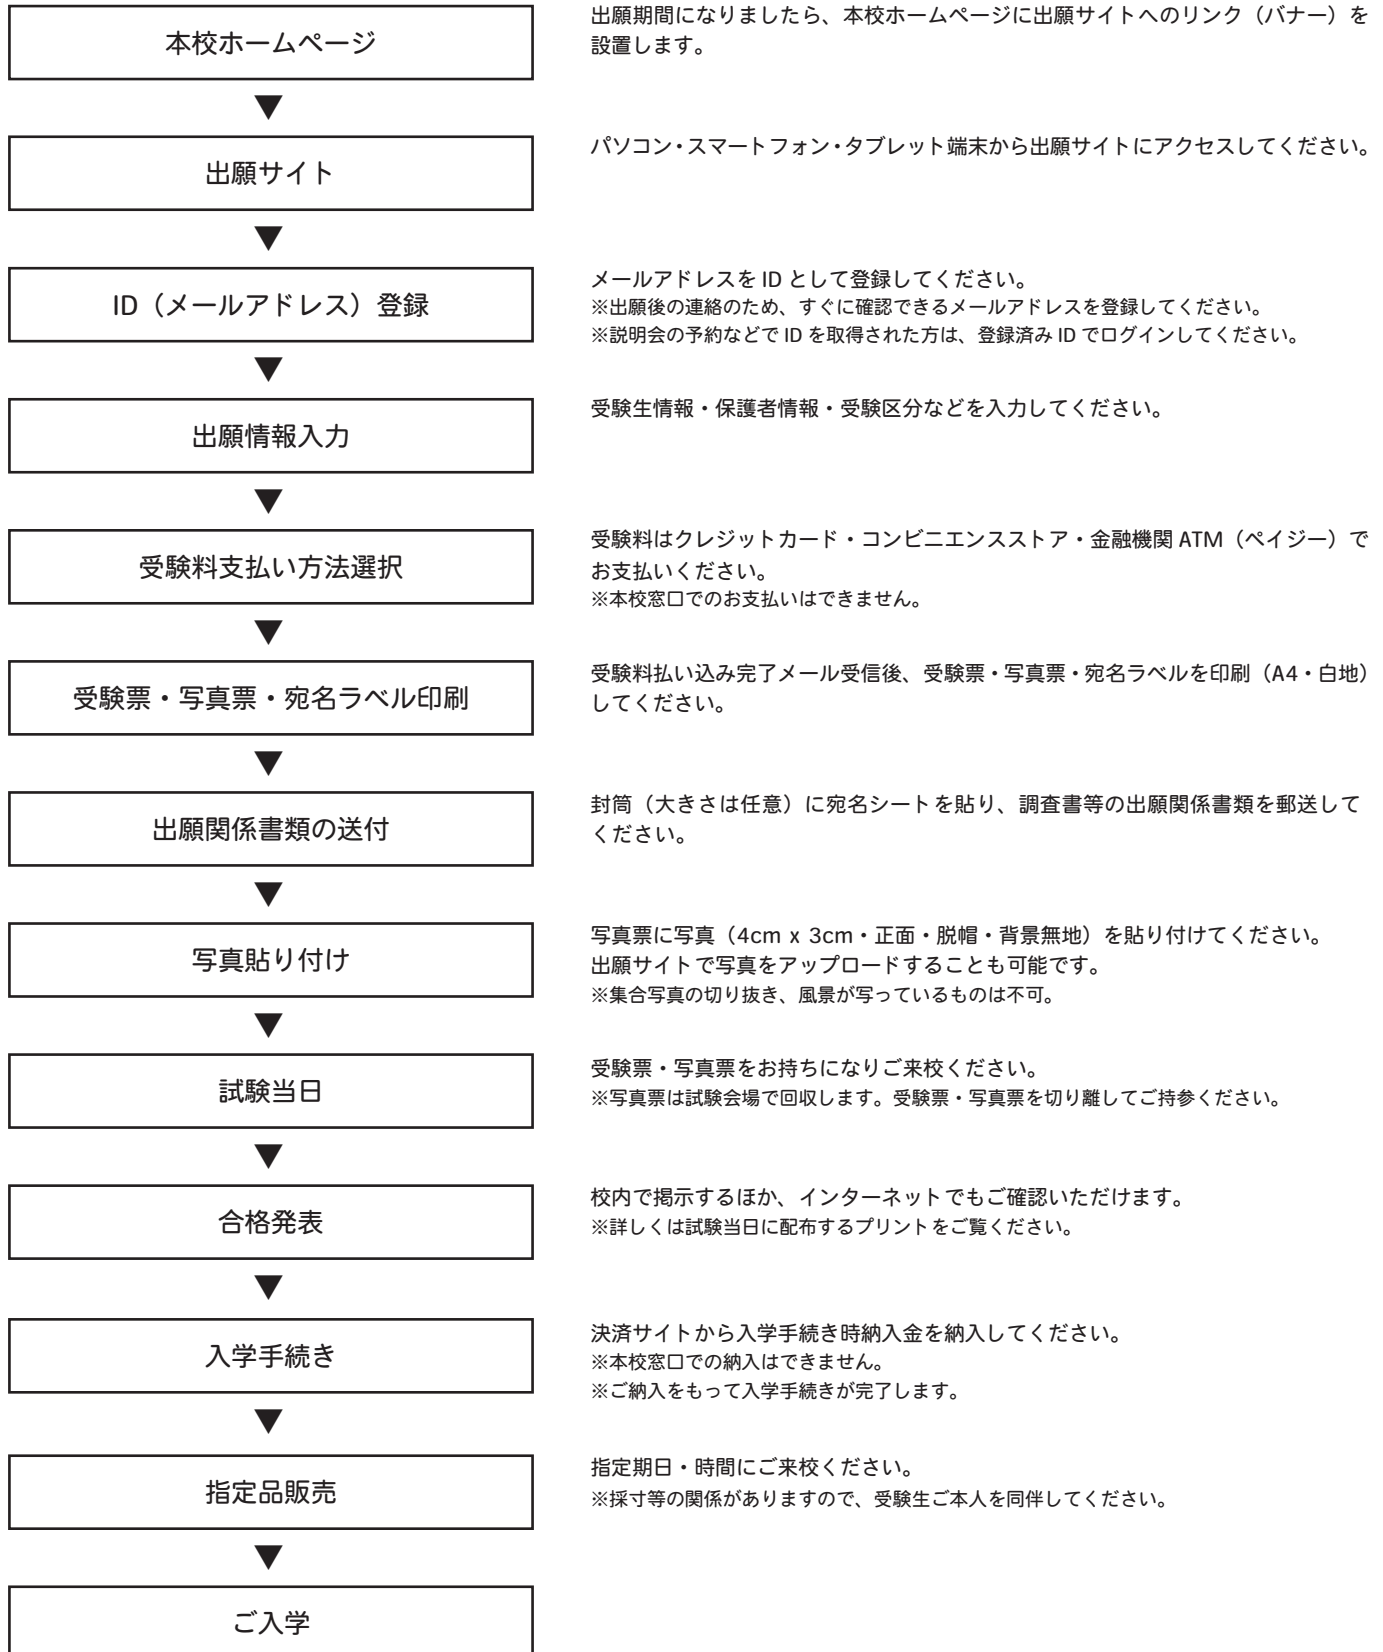 本校ホームページ
出願期間になりましたら、本校ホームページに出願サイトへのリンク（バナー）を
設置します。
▼
出願サイト
パソコン・スマートフォン・タブレット端末から出願サイトにアクセスしてください。
▼
ID（メールアドレス）登録
メールアドレスを ID として登録してください。
※出願後の連絡のため、すぐに確認できるメールアドレスを登録してください。
※説明会の予約などで ID を取得された方は、登録済み ID でログインしてください。
▼
出願情報入力
受験生情報・保護者情報・受験区分などを入力してください。
▼
受験料支払い方法選択
受験料はクレジットカード・コンビニエンスストア・金融機関 ATM（ペイジー）で
お支払いください。
※本校窓口でのお支払いはできません。
▼
受験票・写真票・宛名ラベル印刷
受験料払い込み完了メール受信後、受験票・写真票・宛名ラベルを印刷（A4・白地）
してください。
▼
出願関係書類の送付
封筒（大きさは任意）に宛名シートを貼り、調査書等の出願関係書類を郵送して
ください。
▼
写真貼り付け
写真票に写真（4cm x 3cm・正面・脱帽・背景無地）を貼り付けてください。
出願サイトで写真をアップロードすることも可能です。
※集合写真の切り抜き、風景が写っているものは不可。
▼
試験当日
受験票・写真票をお持ちになりご来校ください。
※写真票は試験会場で回収します。受験票・写真票を切り離してご持参ください。
▼
合格発表
校内で掲示するほか、インターネットでもご確認いただけます。
※詳しくは試験当日に配布するプリントをご覧ください。
▼
入学手続き
決済サイトから入学手続き時納入金を納入してください。
※本校窓口での納入はできません。
※ご納入をもって入学手続きが完了します。
▼
指定品販売
指定期日・時間にご来校ください。
※採寸等の関係がありますので、受験生ご本人を同伴してください。
▼
ご入学